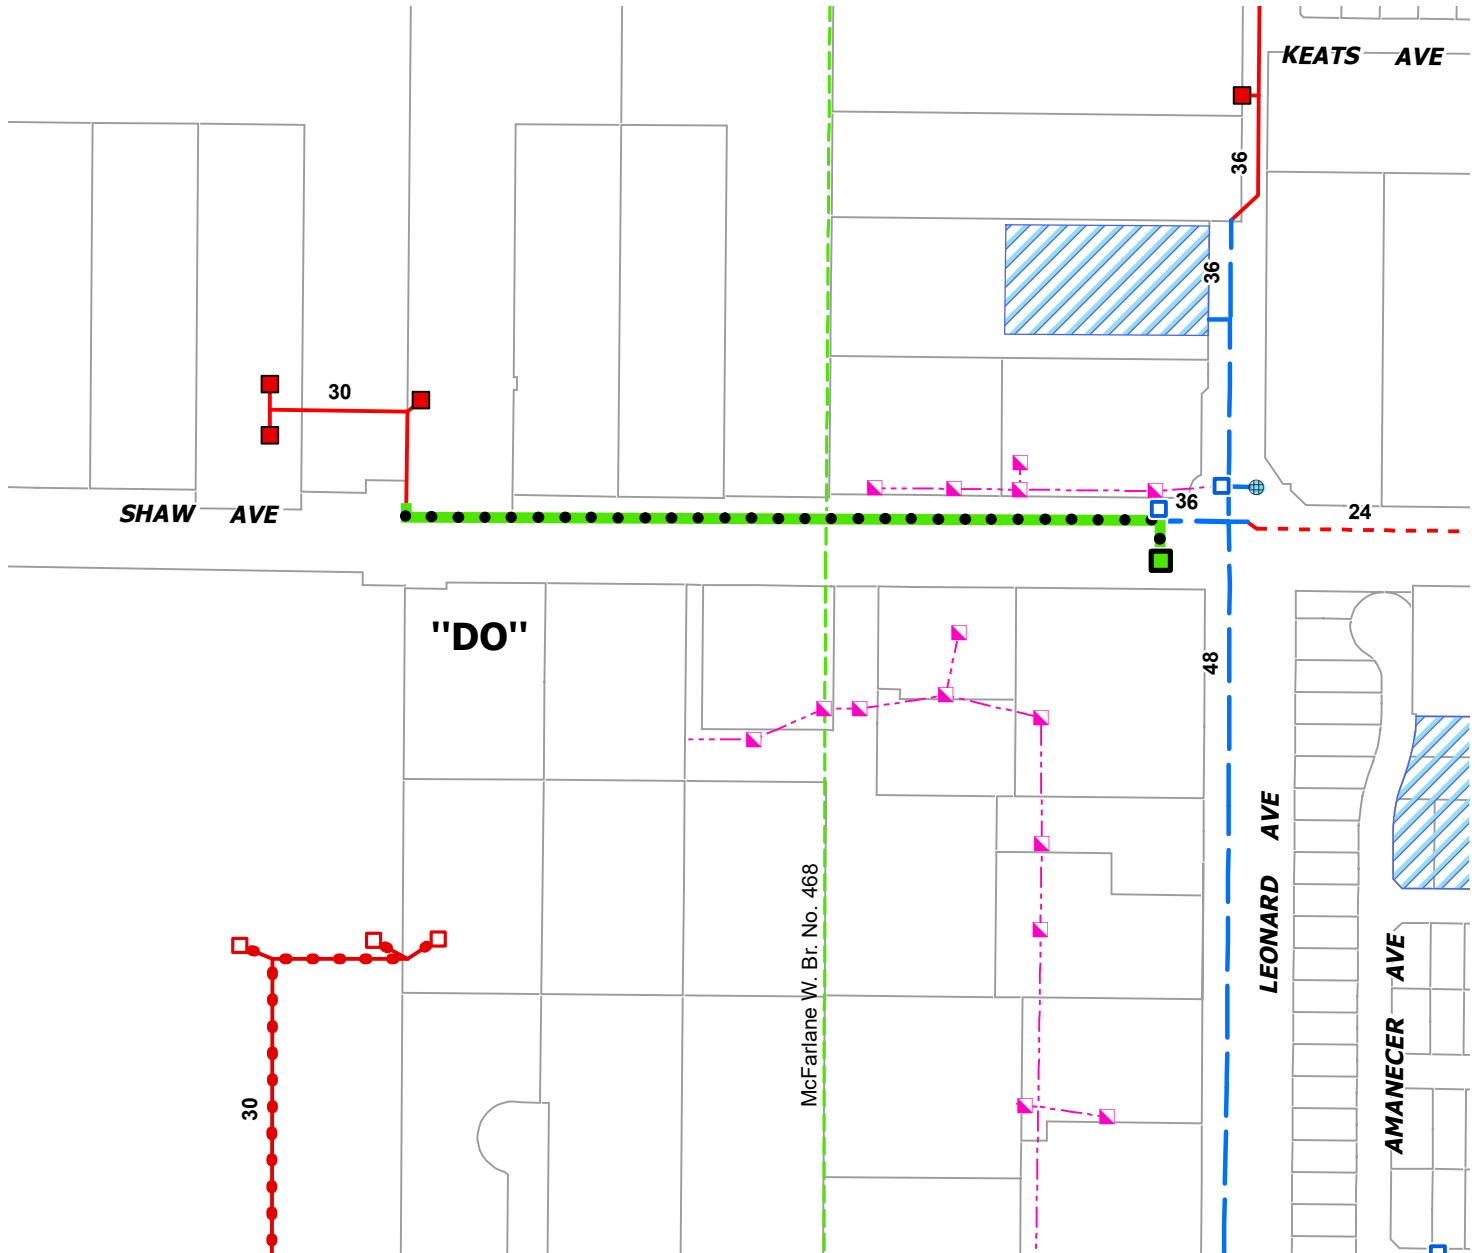 KEATS AVE
36
36
30
36
24
SHAW AVE
"DO"
48
LEONARD AVE
McFarlane W. Br. No. 468
AMANECER AVE
30